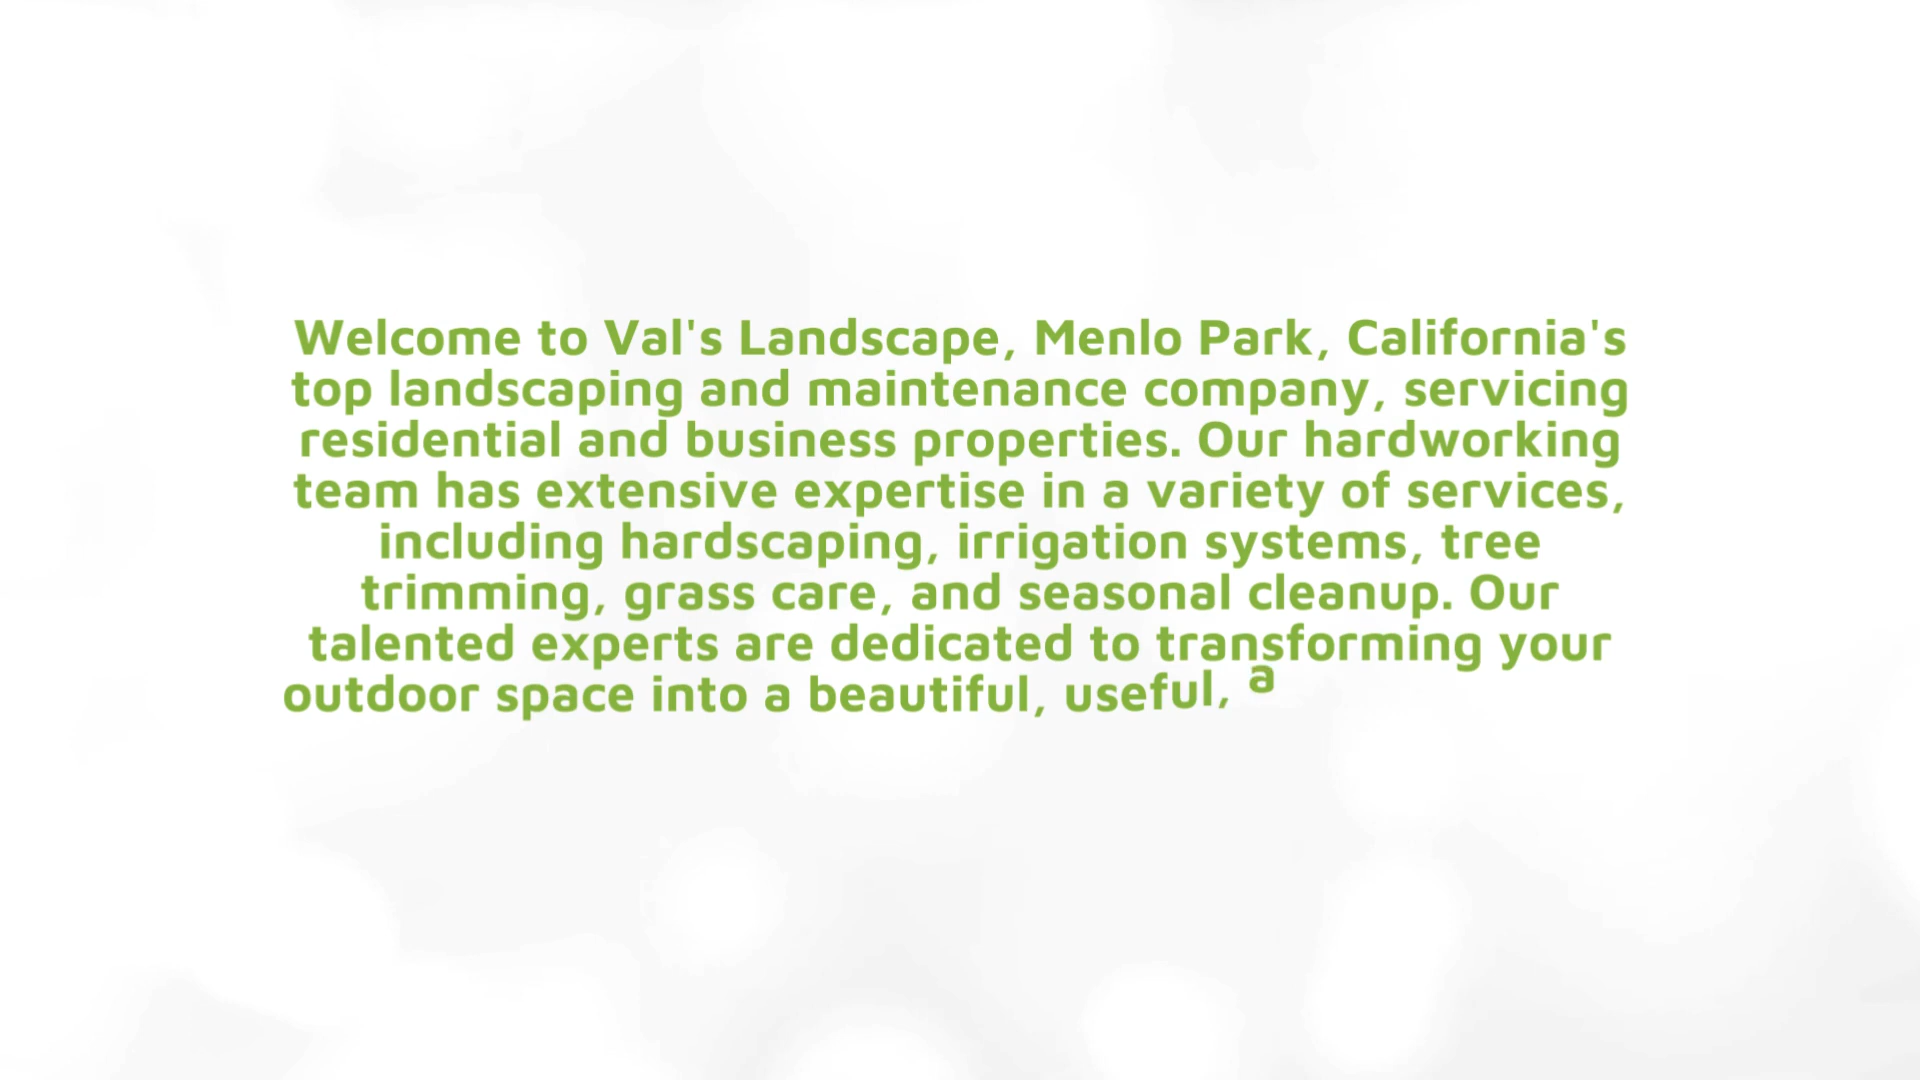 Welcome to Val's Landscape, Menlo Park, California's
top landscaping and maintenance company, servicing
residential and business properties. Our hardworking
team has extensive expertise in a variety of services,
including hardscaping, irrigation systems, tree
trimming, grass care, and seasonal cleanup. Our
talented experts are dedicated to transforming your
outdoor space into a beautiful, useful, a